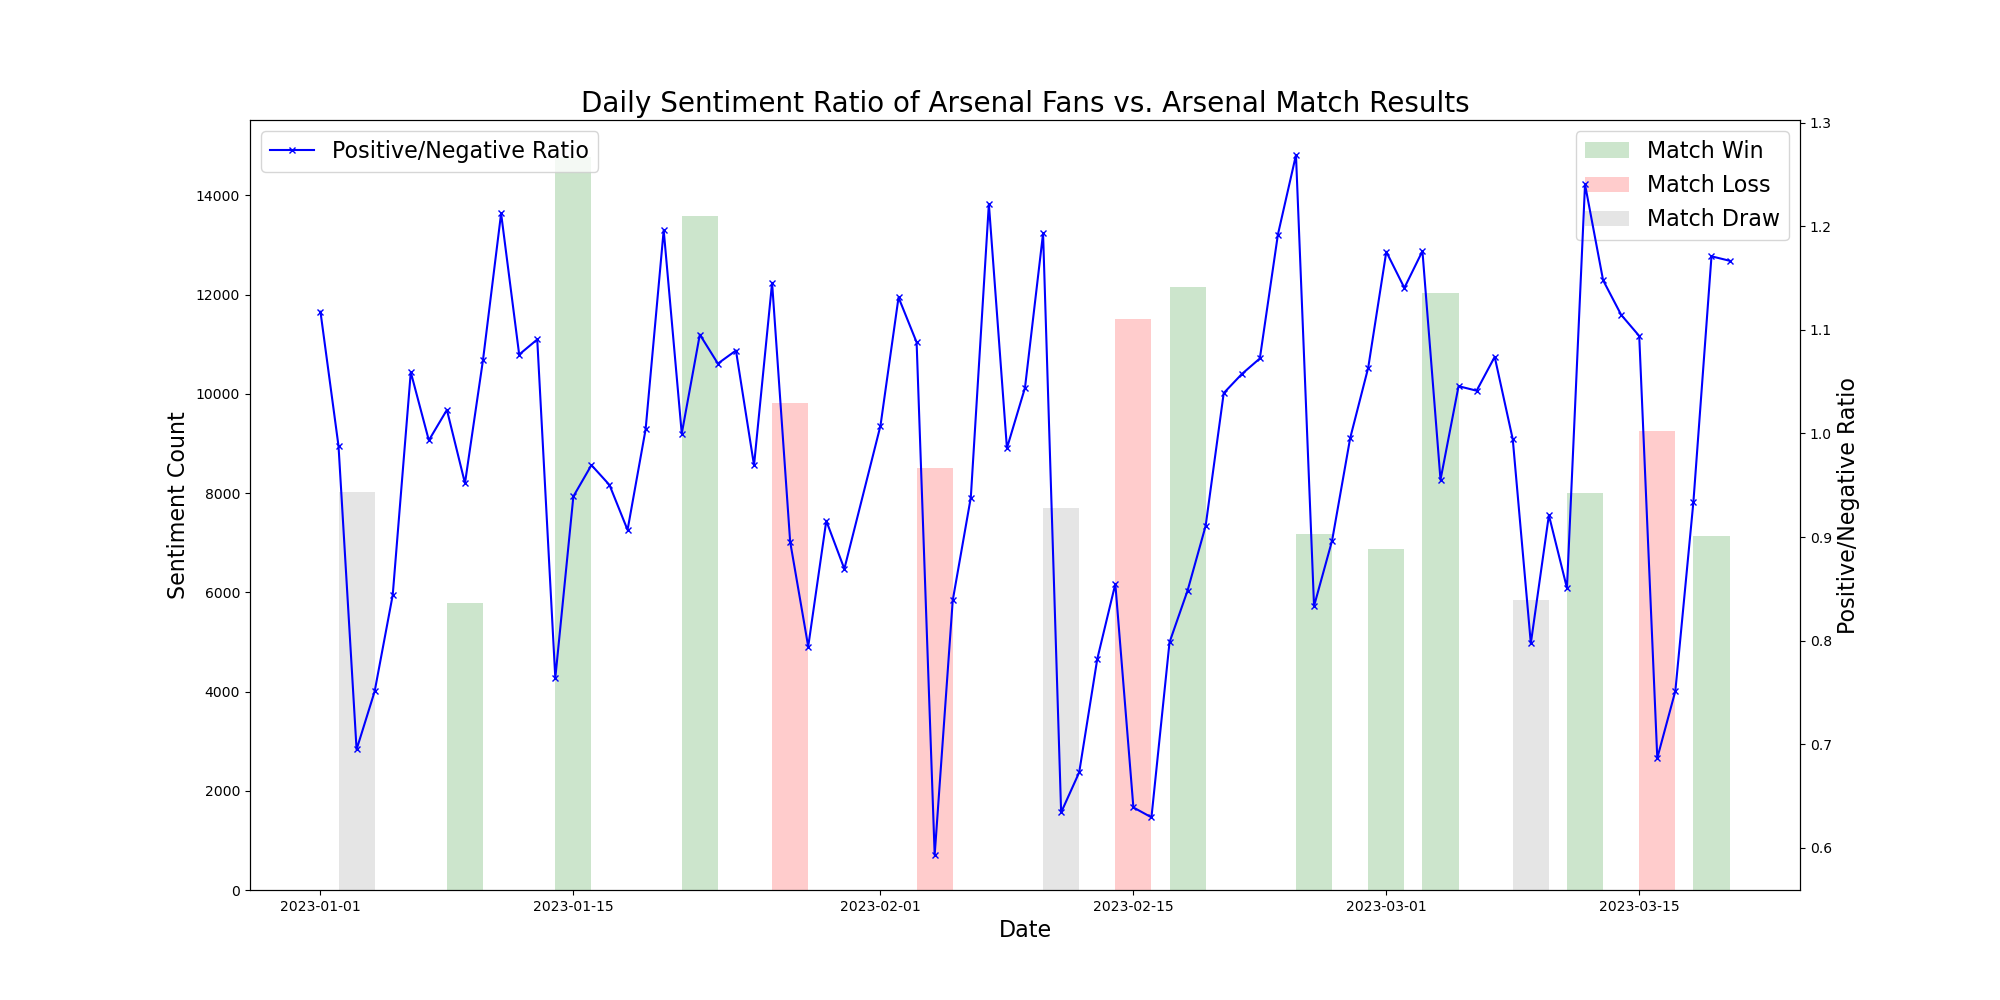 Daily Sentiment Ratio of Arsenal Fans vs. Arsenal Match Results
Positive/Negative Ratio
Match Win
Match Loss
Match Draw
Sentiment Count
14000
12000
10000
8000
6000
4000
2000
0
1.3
1.2
1.1
1.0
0.9
0.8
0.7
0.6
Positive/Negative Ratio
2023-01-01
2023-01-15
2023-02-01
2023-02-15
2023-03-01
2023-03-15
Date